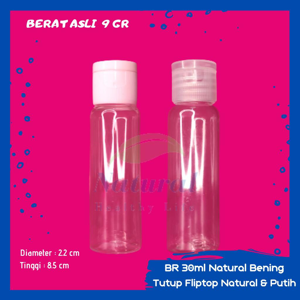 BERAT ASLI 9 GR
Diameter : 2.2 cm
Tinggi : 8.5 cm
BR 30ml Natural Bening
Tutup Fliptop Natural & Putih